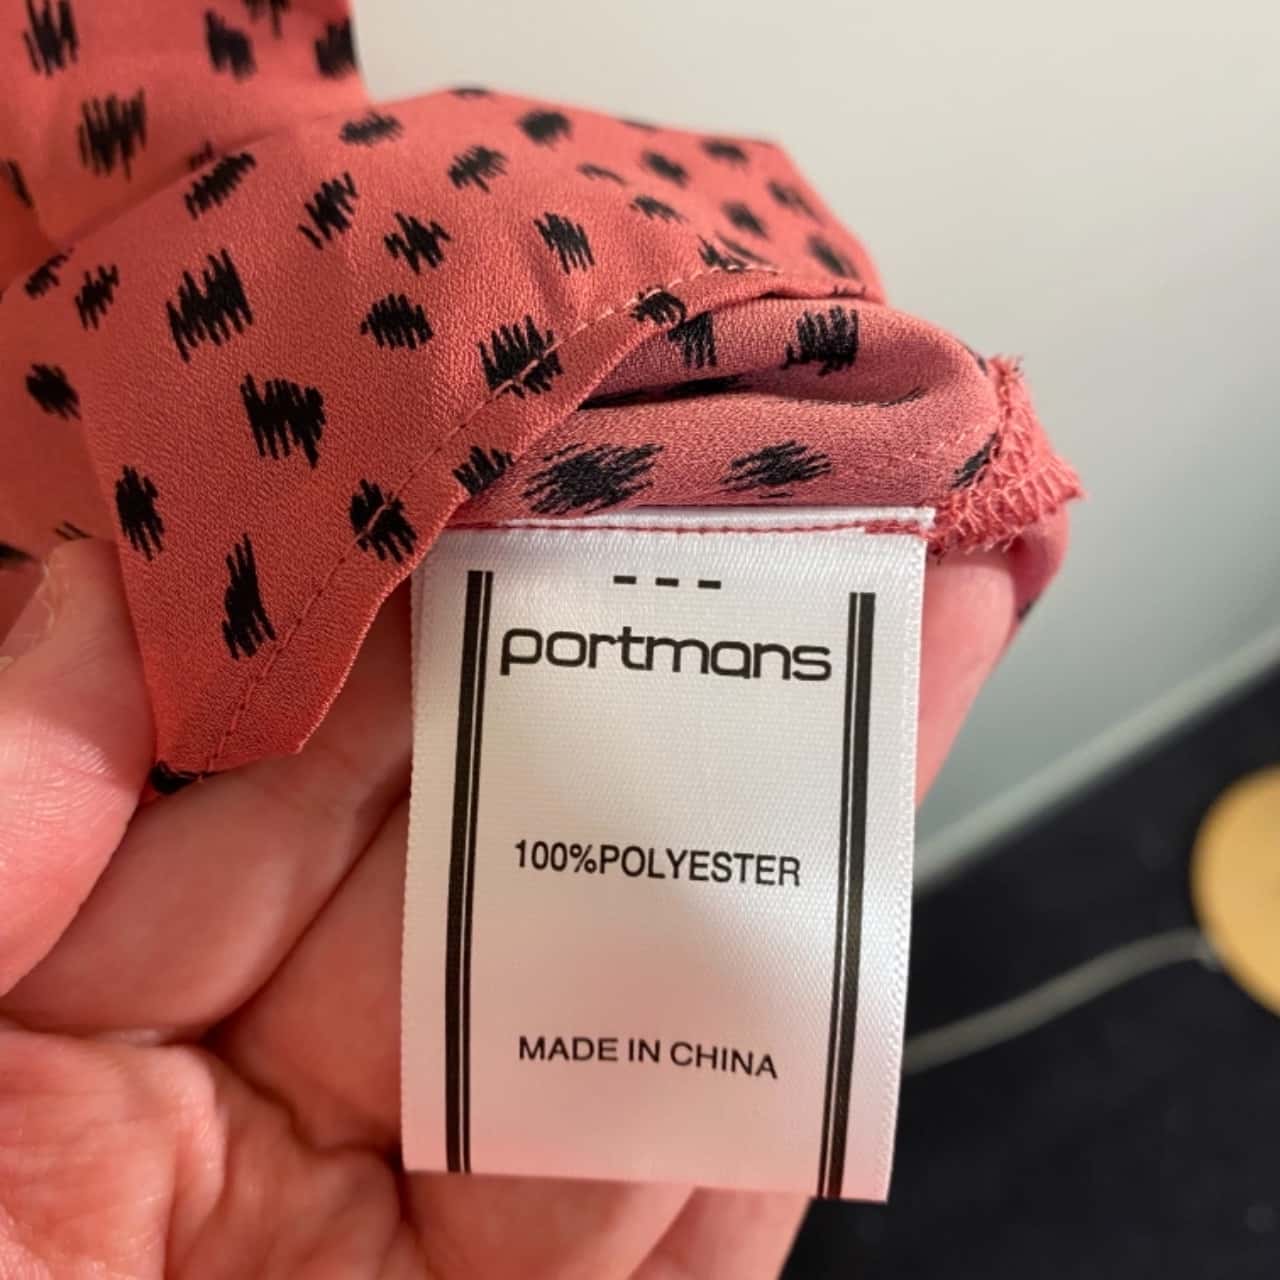 ---
portmans
100%POLYESTER
MADE IN CHINA